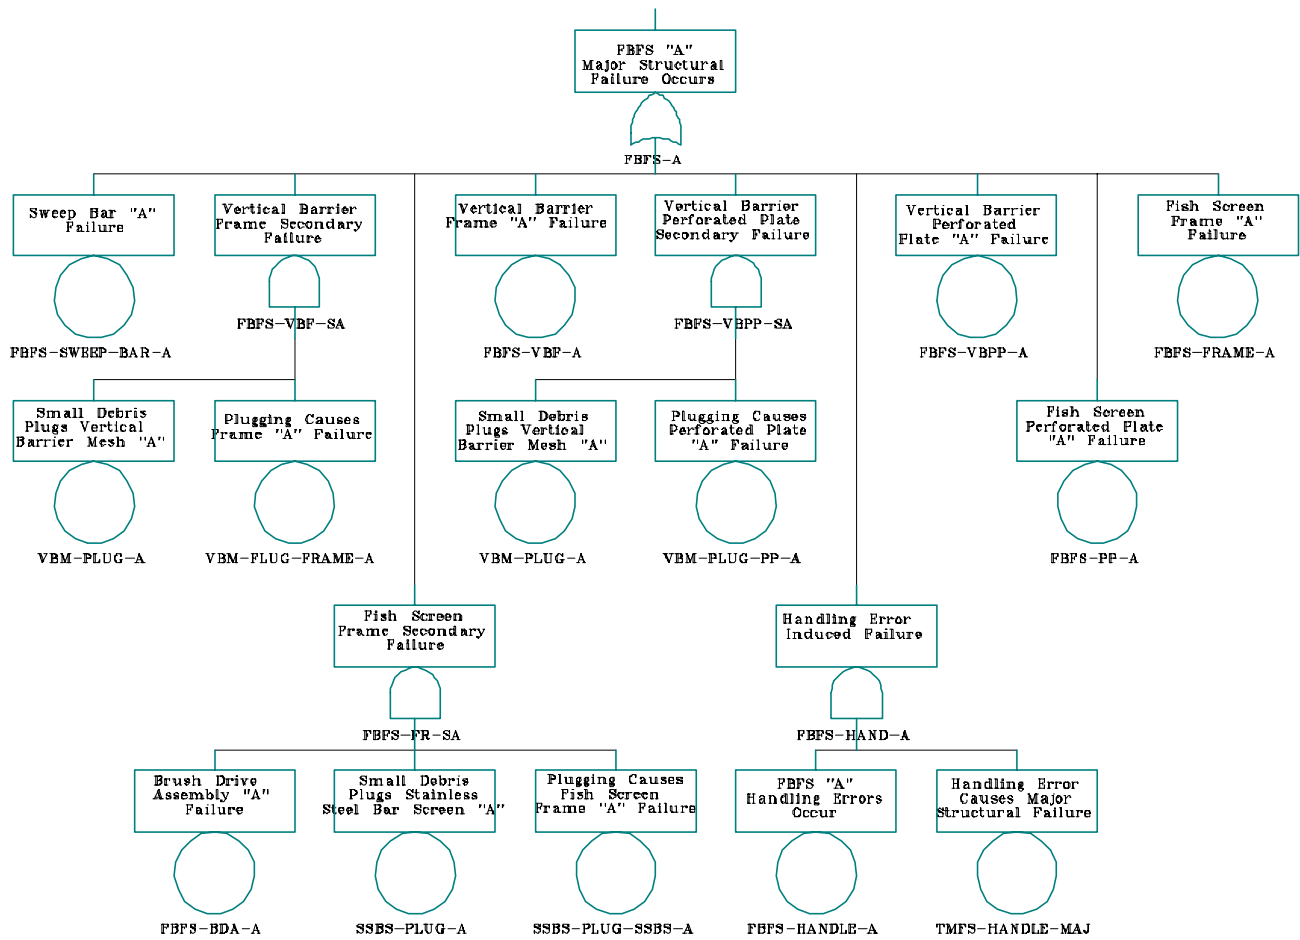 FBFS "A"
Major Structural
Failure Occurs
FBFS-A
Sweep Bar "A"
Failure
FBFS-SWEEP-BAR-A
Vertical Barrier
Frame Secondary
Failure
FBFS-VBF-SA
Vertical Barrier
Frame "A" Failure
FBFS-VBF-A
Vertical Barrier
Perforated Plate
Secondary Failure
FBFS-VBPP-SA
Vertical Barrier
Perforated
Plate "A" Failure
FBFS-VBPP-A
Fish Screen
Frame "A"
Failure
FBFS-FRAME-A
Small Debris
Plugs Vertical
Barrier Mesh "A"
VBM-PLUG-A
Plugging Causes
Frame "A" Failure
VBM-PLUG-FRAME-A
Small Debris
Plugs Vertical
Barrier Mesh "A"
VBM-PLUG-A
Plugging Causes
Perforated Plate
"A" Failure
VBM-PLUG-PP-A
Fish Screen
Perforated Plate
"A" Failure
FBFS-PP-A
Fish Screen
Frame Secondary
Failure
FBFS-FR-SA
Handling Error
Induced Failure
FBFS-HAND-A
Brush Drive
Assembly "A"
Failure
FBFS-BDA-A
Small Debris
Plugs Stainless
Steel Bar Screen "A"
SSBS-PLUG-A
Plugging Causes
Fish Screen
Frame "A" Failure
SSBS-PLUG-SSBS-A
FBFS "A"
Handling Errors
Occur
FBFS-HANDLE-A
Handling Error
Causes Major
Structural Failure
TMFS-HANDLE-MAJ